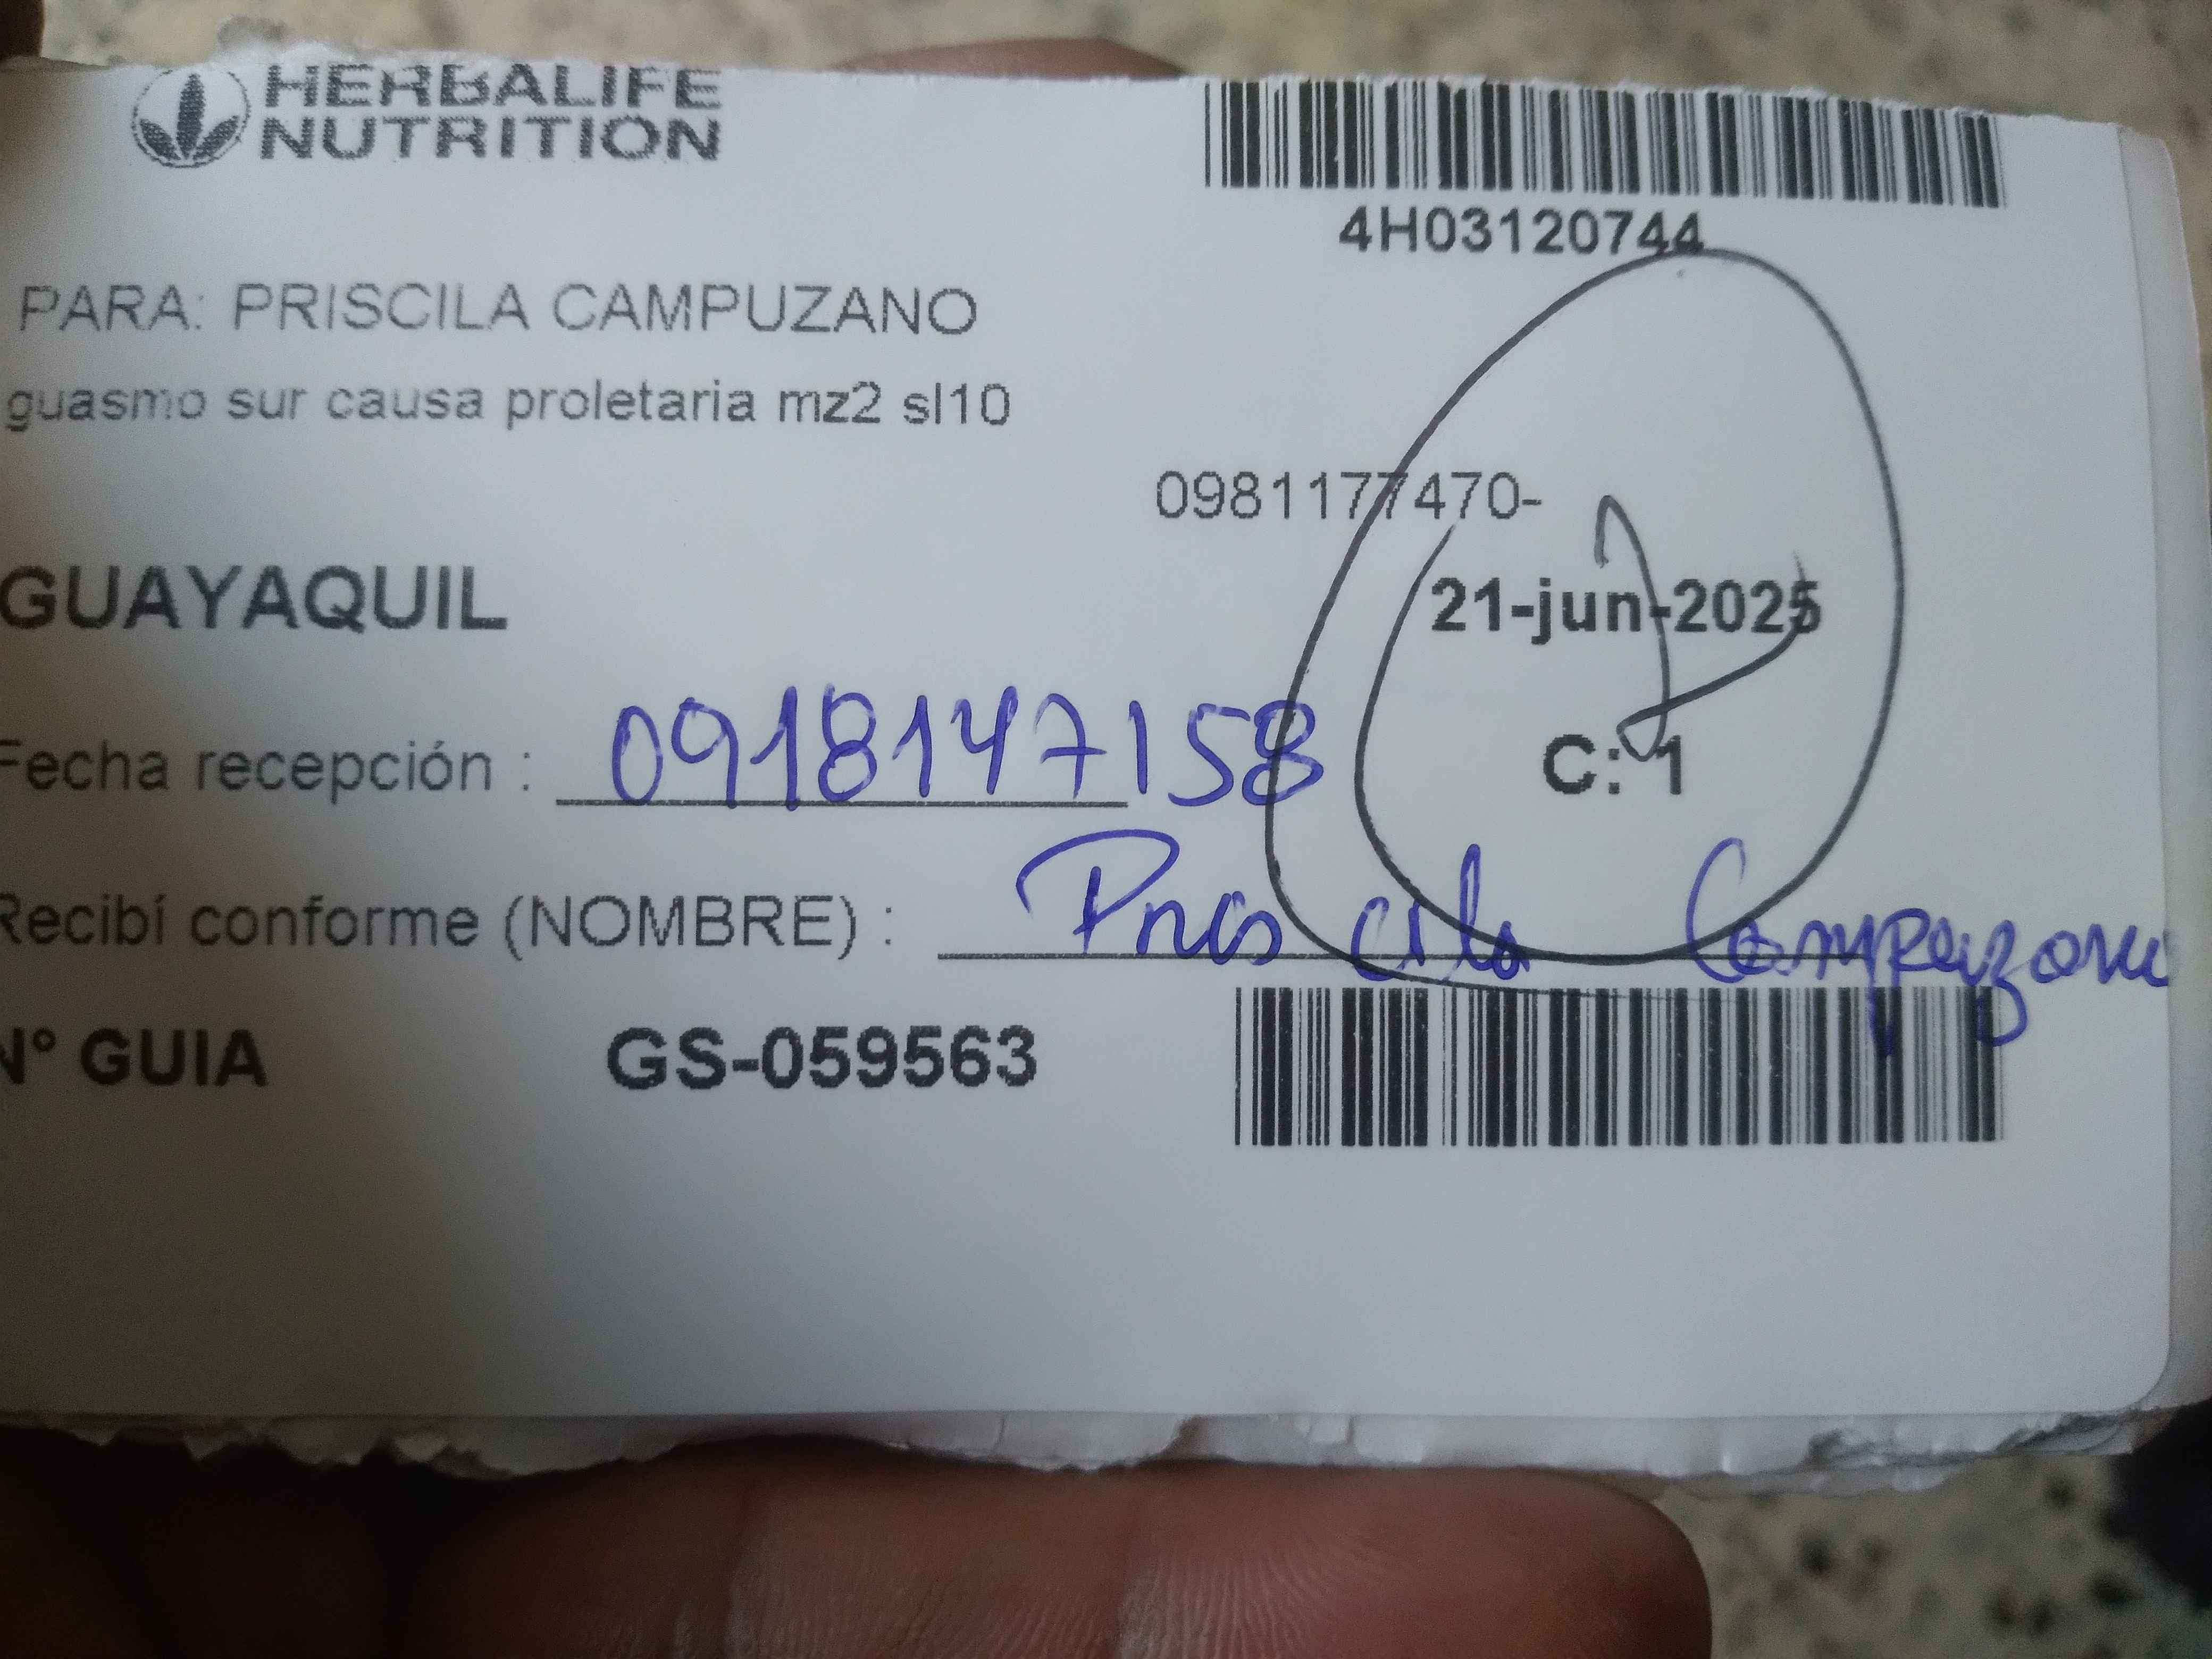 HERBALIFE
NUTRITION
4H03120744
PARA: PRISCILA CAMPUZANO
guasmo sur causa proletaria mz2 sl10
0981177470-
GUAYAQUIL
21-jun-2025
Fecha recepción : 0918147158
C: 1
Recibí conforme (NOMBRE) : Priscila Campuzano
N° GUIA GS-059563